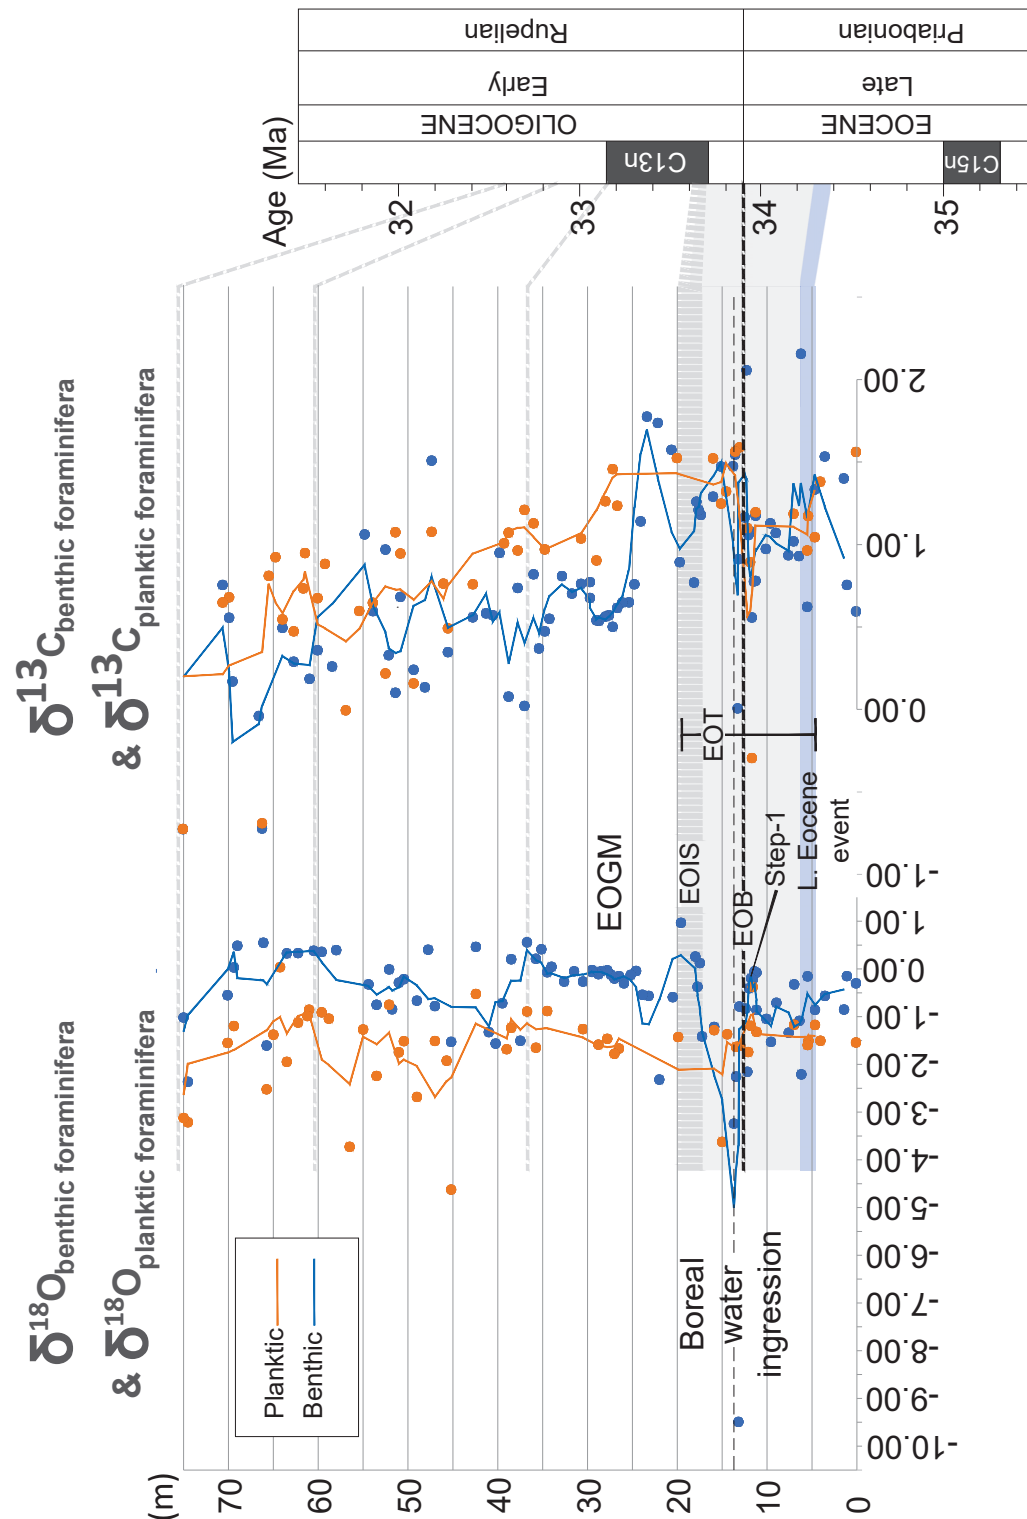 δ13Cbenthic foraminifera
& δ13Cplanktic foraminifera
δ18Obenthic foraminifera
& δ18Oplanktic foraminifera
Age (Ma)
32
33
34
35
C13n
C15n
OLIGOCENE
EOCENE
Early
Late
Rupelian
Priabonian
2.00
1.00
0.00
-1.00
EOT
EOGM
EOIS
EOB
Step-1
L. Eocene
event
1.00
0.00
-1.00
-2.00
-3.00
-4.00
-5.00
-6.00
-7.00
-8.00
-9.00
-10.00
Boreal
water
ingression
Planktic
Benthic
(m)
70
60
50
40
30
20
10
0